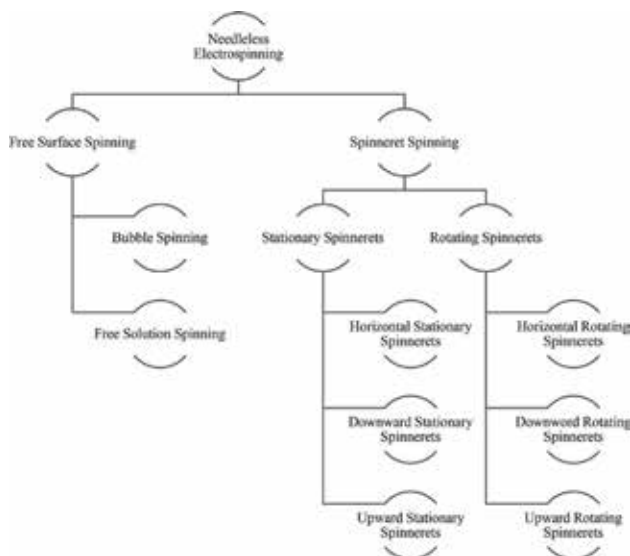 Needleless
Electrospinning
Free Surface Spinning
Spinneret Spinning
Bubble Spinning
Stationary Spinnerets
Rotating Spinnerets
Free Solution Spinning
Horizontal Stationary
Spinnerets
Horizontal Rotating
Spinnerets
Downward Stationary
Spinnerets
Downword Rotating
Spinnerets
Upward Stationary
Spinnerets
Upward Rotating
Spinnerets